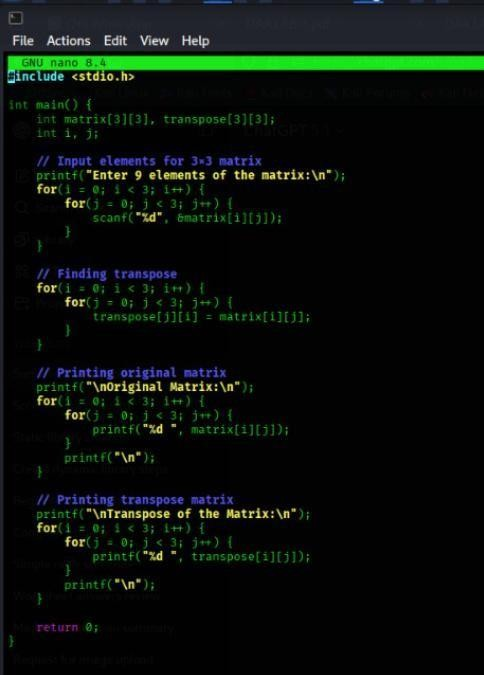 File Actions Edit View Help
GNU nano 8.4
#include <stdio.h>
int main() {
int matrix[3][3], transpose[3][3];
int i, j;
// Input elements for 3×3 matrix
printf("Enter 9 elements of the matrix:\n");
for(i = 0; i < 3; i++) {
for(j = 0; j < 3; j++) {
scanf("%d", &matrix[i][j]);
}
}
// Finding transpose
for(i = 0; i < 3; i++) {
for(j = 0; j < 3; j++) {
transpose[j][i] = matrix[i][j];
}
}
// Printing original matrix
printf("\nOriginal Matrix:\n");
for(i = 0; i < 3; i++) {
for(j = 0; j < 3; j++) {
printf("%d ", matrix[i][j]);
}
printf("\n");
}
// Printing transpose matrix
printf("\nTranspose of the Matrix:\n");
for(i = 0; i < 3; i++) {
for(j = 0; j < 3; j++) {
printf("%d ", transpose[i][j]);
}
printf("\n");
}
return 0;
}